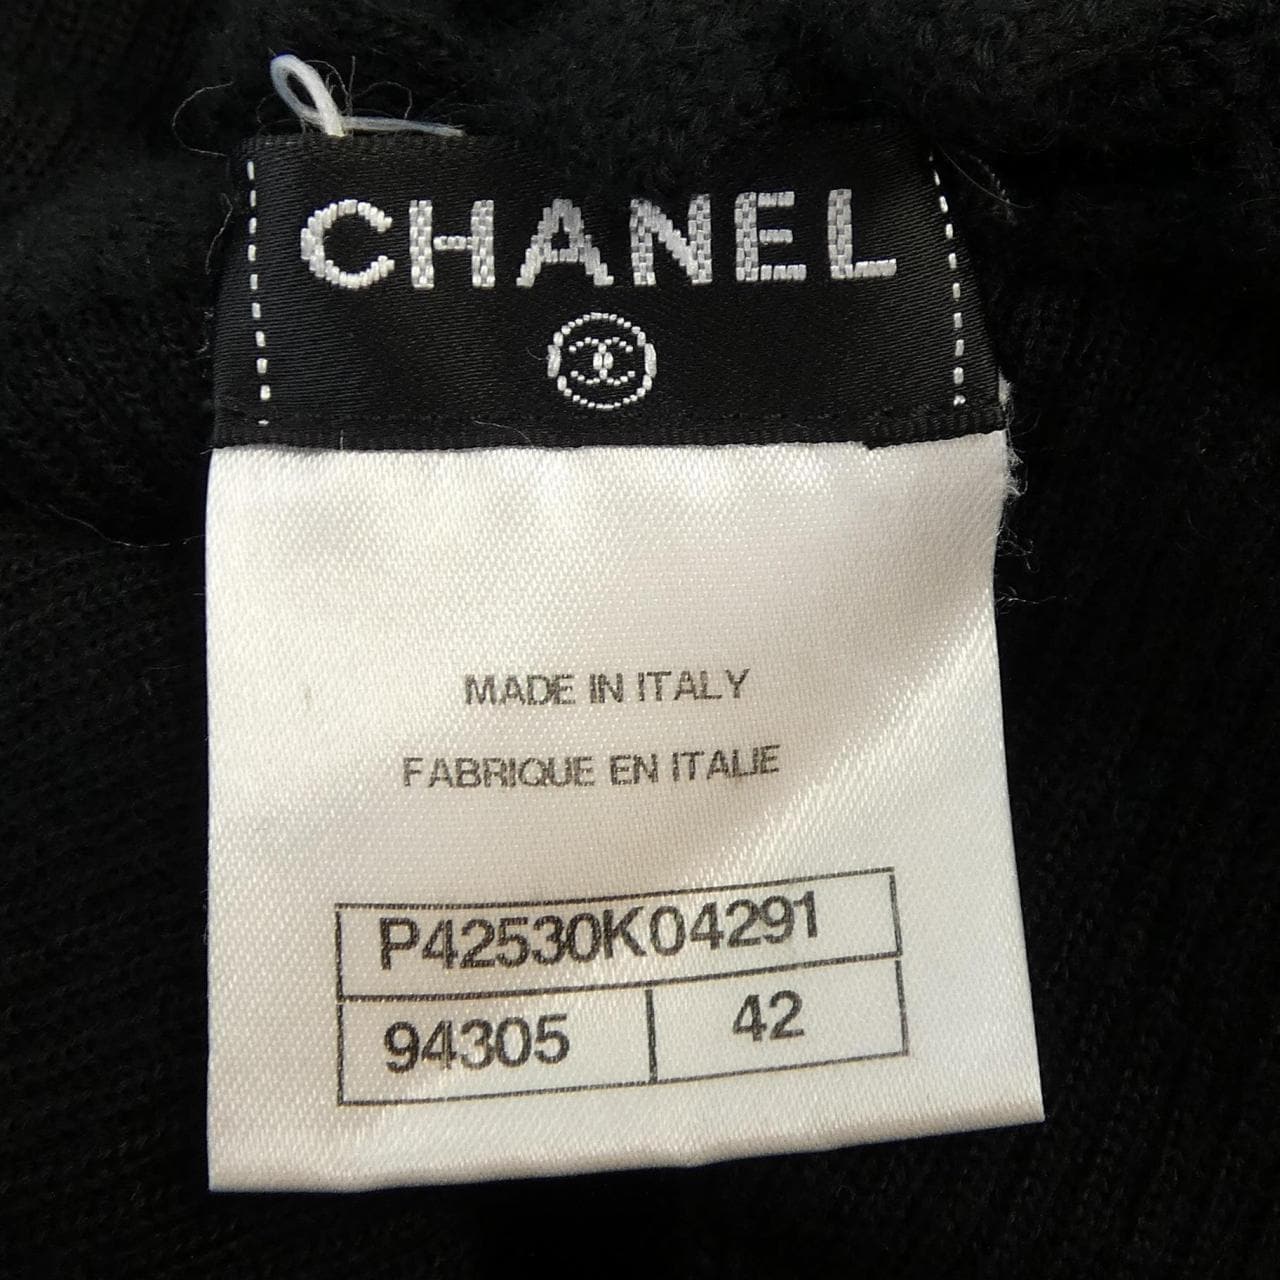 CHANEL
MADE IN ITALY
FABRIQUE EN ITALIE
P42530K04291
94305 42